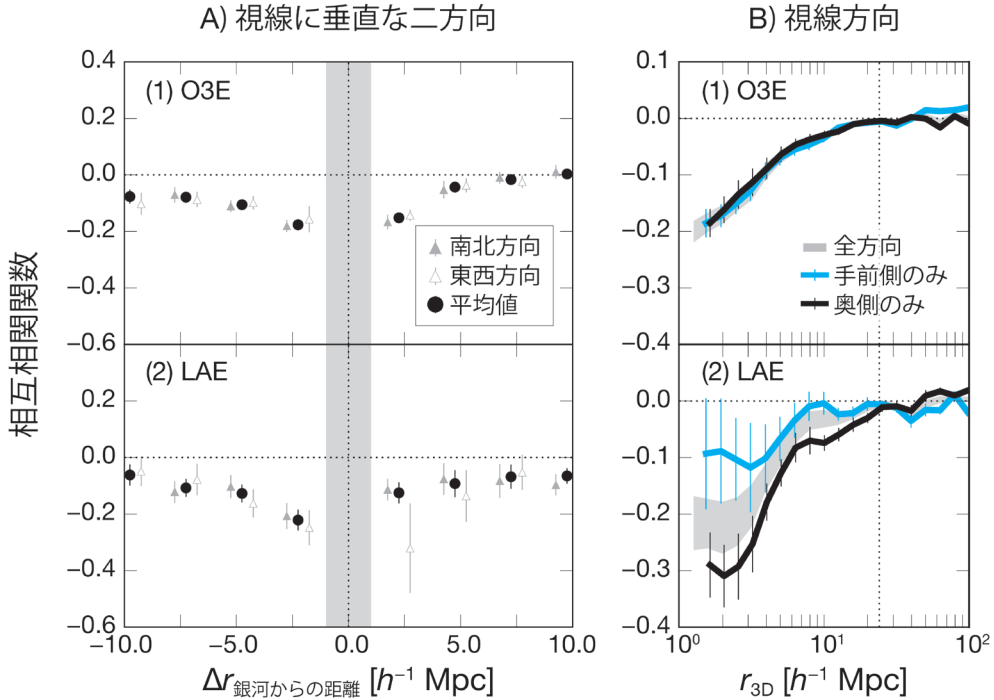 A) 視線に垂直な二方向
B) 視線方向
相互相関関数
(1) O3E
0.4
0.2
0.0
−0.2
−0.4
−0.6
南北方向
東西方向
平均値
(2) LAE
0.2
0.0
−0.2
−0.4
−0.6
−10.0 −5.0 0.0 5.0 10.0
Δr銀河からの距離 [h−1 Mpc]
(1) O3E
0.1
0.0
−0.1
−0.2
−0.3
−0.4
全方向
手前側のみ
奥側のみ
(2) LAE
0.0
−0.1
−0.2
−0.3
−0.4
10⁰ 10¹ 10²
r3D [h−1 Mpc]